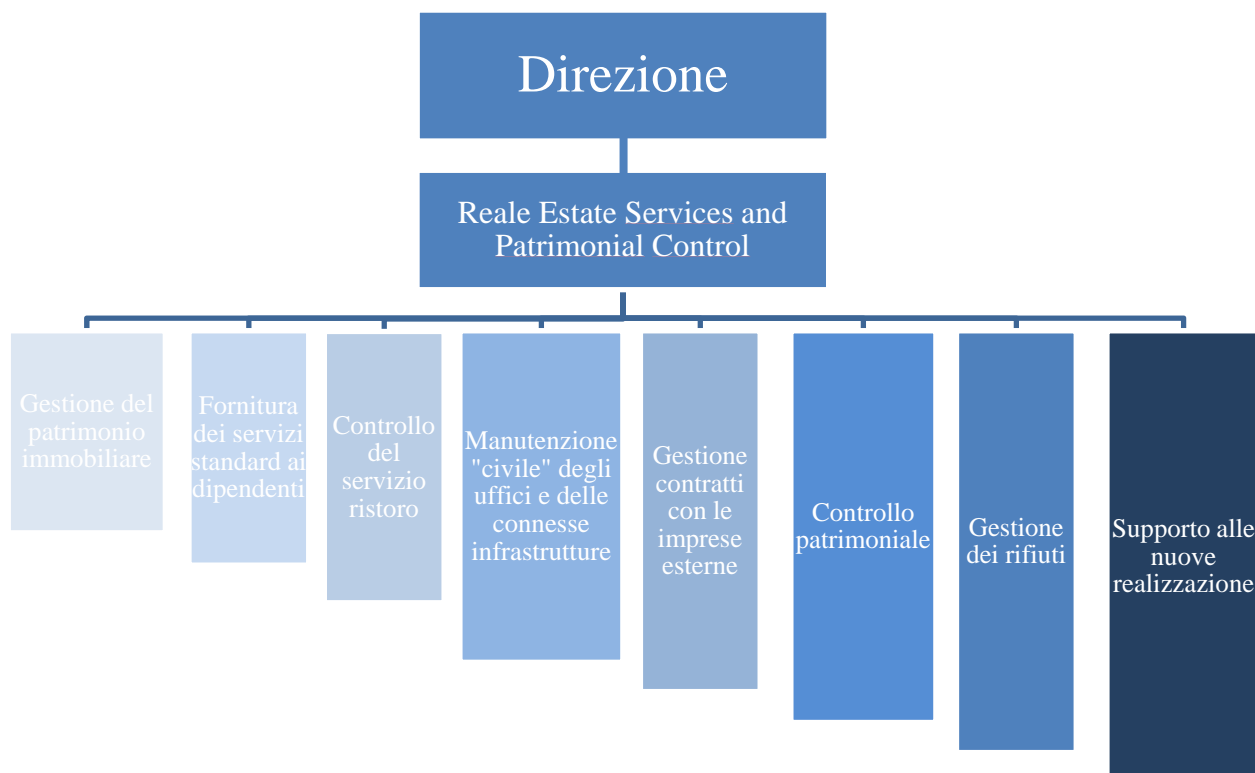 Direzione
Reale Estate Services and
Patrimonial Control
Gestione del
patrimonio
immobiliare
Fornitura
dei servizi
standard ai
dipendenti
Controllo
del
servizio
ristoro
Manutenzione
"civile" degli
uffici e delle
connesse
infrastrutture
Gestione
contratti
con le
imprese
esterne
Controllo
patrimoniale
Gestione
dei rifiuti
Supporto alle
nuove
realizzazione